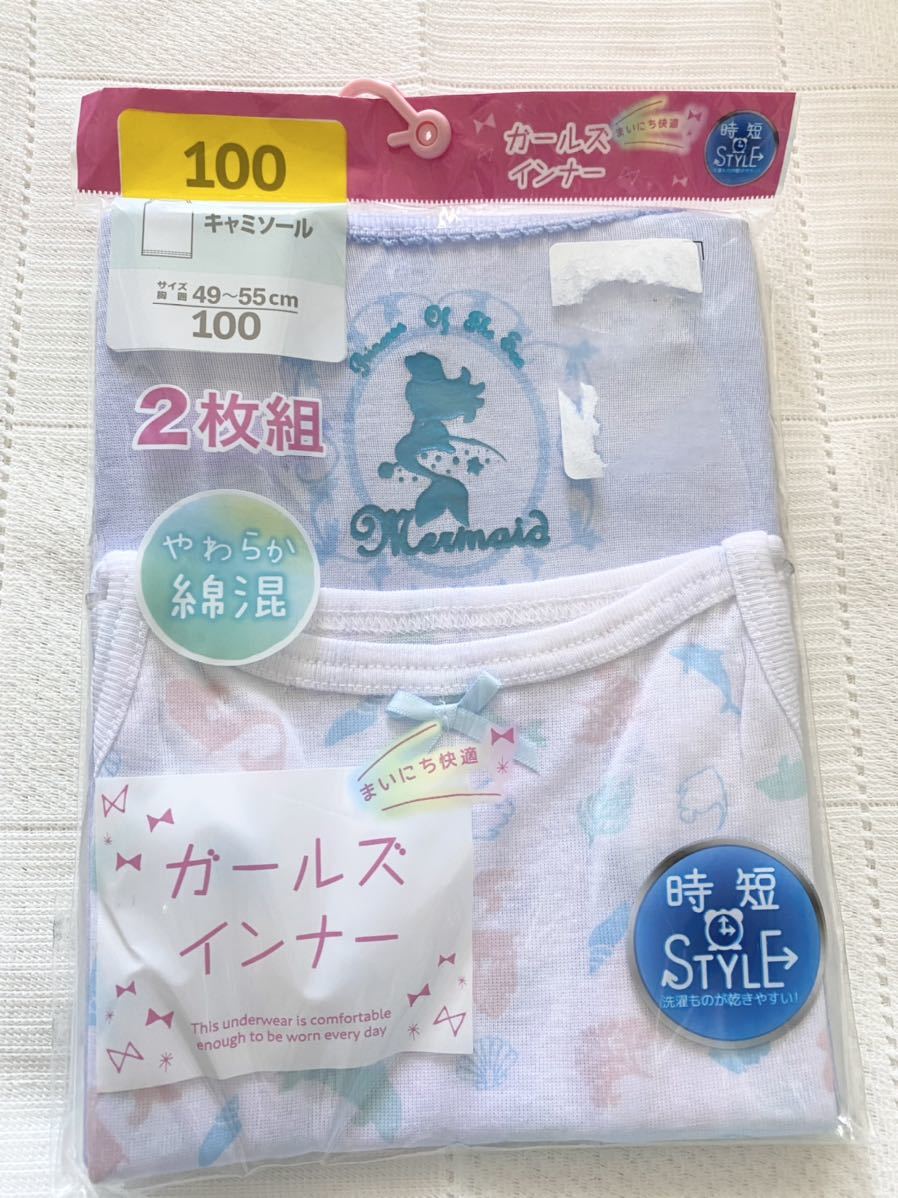 100
キャミソール
サイズ
胸囲 49~55cm
100
ガールズ
インナー
まいにち快適
時短
STYLE
2枚組
Of The Sea
Mermaid
やわらか
綿混
まいにち快適
ガールズ
インナー
This underwear is comfortable
enough to be worn every day
時短
STYLE
洗濯ものが乾きやすい!